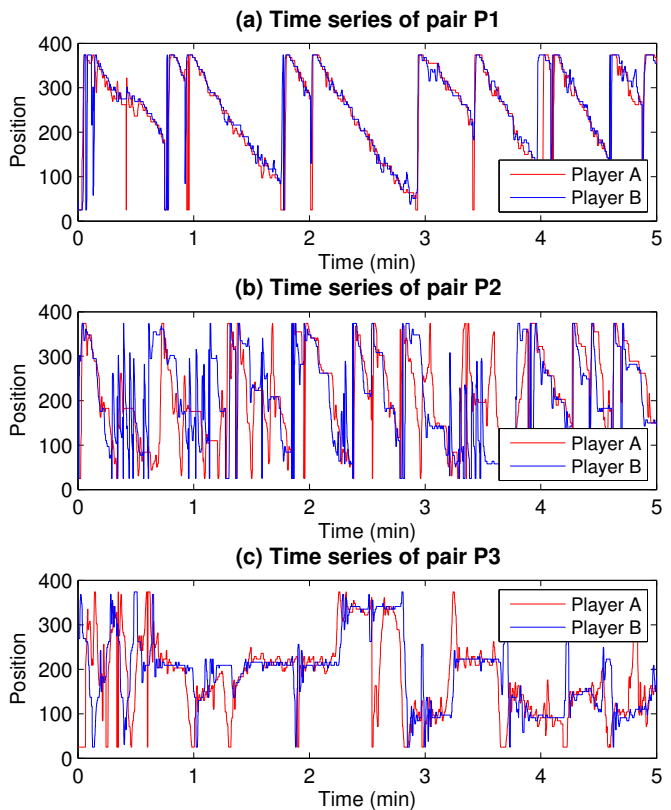 (a) Time series of pair P1
400
300
200
100
0
Position
Player A
Player B
0 1 2 3 4 5
Time (min)
(b) Time series of pair P2
400
300
200
100
0
Position
Player A
Player B
0 1 2 3 4 5
Time (min)
(c) Time series of pair P3
400
300
200
100
0
Position
Player A
Player B
0 1 2 3 4 5
Time (min)